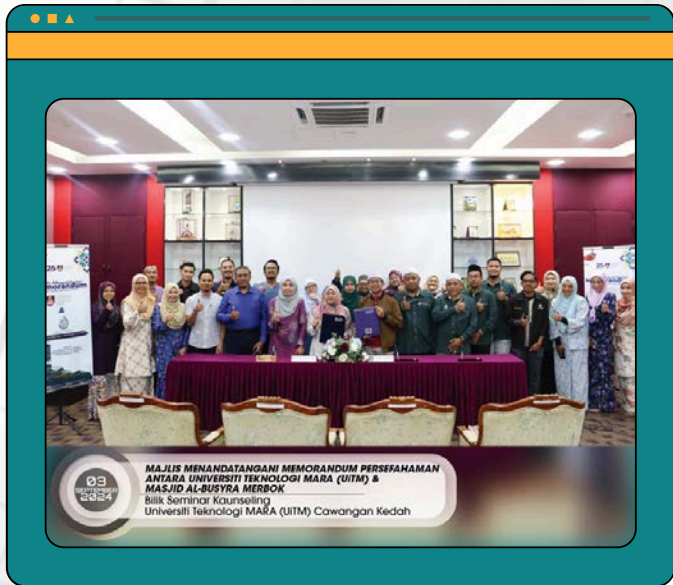 morandum
03
SEPTEMBER
2024
MAJLIS MENANDATANGANI MEMORANDUM PERSEFAHAMAN
ANTARA UNIVERSITI TEKNOLOGI MARA (UiTM) &
MASJID AL-BUSYRA MERBOK
Bilik Seminar Kaunseling
Universiti Teknologi MARA (UiTM) Cawangan Kedah